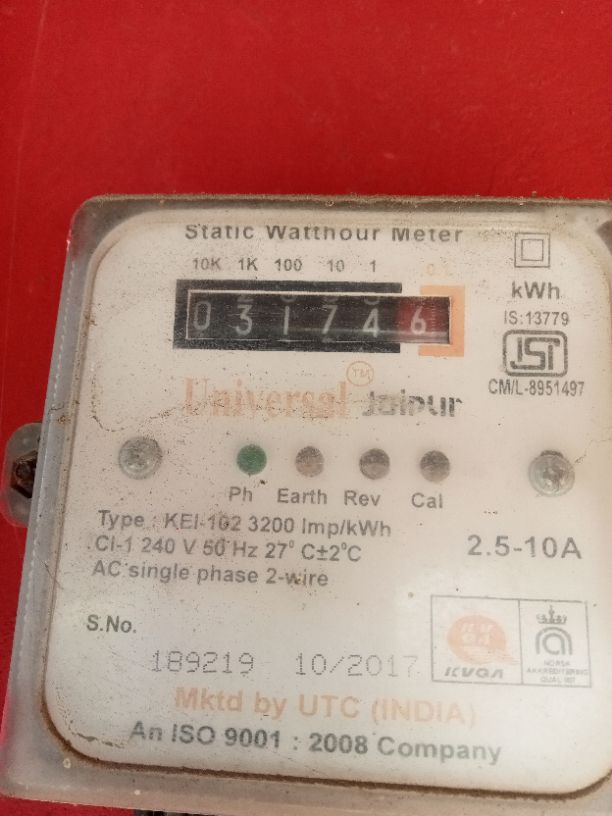 Static Watthour Meter
10K 1K 100 10 1 0.1
kWh
031746
IS:13779
CM/L-8951497
Universal TM Jaipur
Ph Earth Rev Cal
Type : KEI-102 3200 Imp/kWh
Cl-1 240 V 50 Hz 27° C±2°C
AC single phase 2-wire
2.5-10A
S.No.
189219 10/2017
KVQA
NORSK
AKKREDITERING
Mktd by UTC (INDIA)
An ISO 9001 : 2008 Company